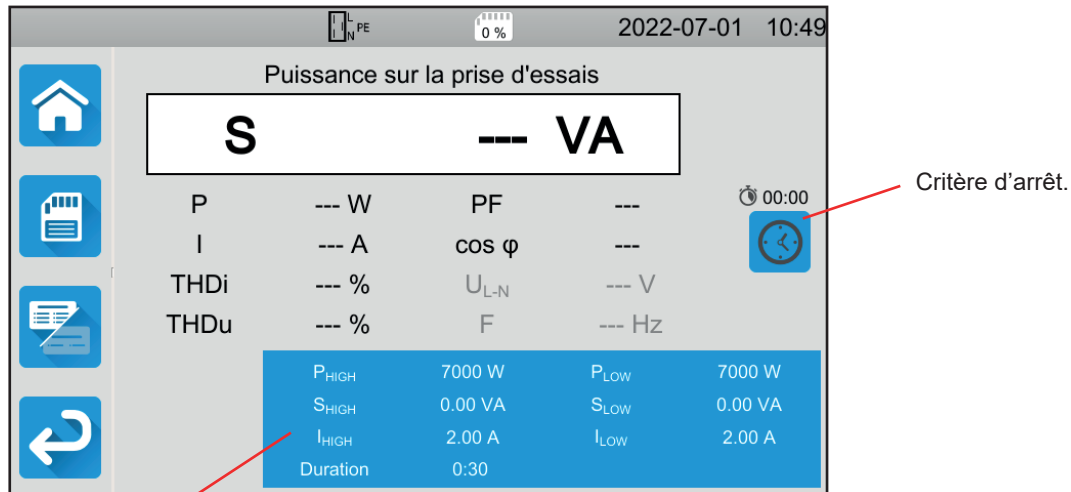 L N PE 0 % 2022-07-01 10:49
Puissance sur la prise d'essais
S --- VA
P --- W PF ---
00:00
Critère d'arrêt.
I --- A cos φ ---
THDi --- % UL-N --- V
THDu --- % F --- Hz
PHIGH 7000 W PLOW 7000 W
SHIGH 0.00 VA SLOW 0.00 VA
IHIGH 2.00 A ILOW 2.00 A
Duration 0:30